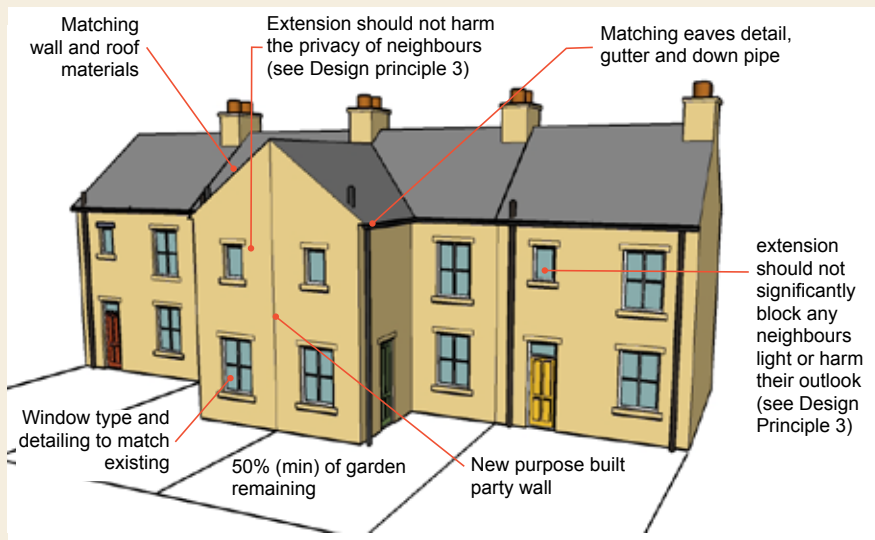 Matching
wall and roof
materials
Extension should not harm
the privacy of neighbours
(see Design principle 3)
Matching eaves detail,
gutter and down pipe
extension
should not
significantly
block any
neighbours
light or harm
their outlook
(see Design
Principle 3)
Window type and
detailing to match
existing
50% (min) of garden
remaining
New purpose built
party wall